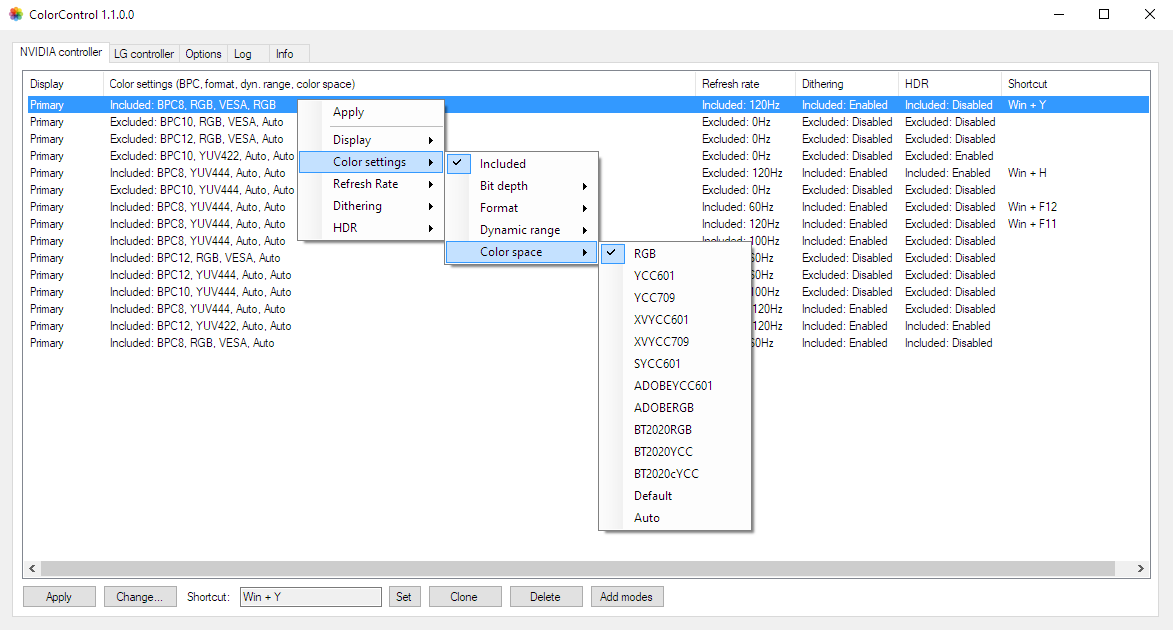 ColorControl 1.1.0.0
NVIDIA controller LG controller Options Log Info
Display Color settings (BPC, format, dyn. range, color space) Refresh rate Dithering HDR Shortcut
Primary Included: BPC8, RGB, VESA, RGB Included: 120Hz Included: Enabled Included: Disabled Win + Y
Primary Excluded: BPC10, RGB, VESA, Auto Excluded: 0Hz Excluded: Disabled Excluded: Disabled
Primary Excluded: BPC12, RGB, VESA, Auto Excluded: 0Hz Excluded: Disabled Excluded: Disabled
Primary Excluded: BPC10, YUV422, Auto, Auto Excluded: 0Hz Excluded: Disabled Excluded: Enabled
Primary Included: BPC8, YUV444, Auto, Auto Excluded: 120Hz Included: Enabled Included: Enabled Win + H
Primary Excluded: BPC10, YUV444, Auto, Auto Excluded: 0Hz Excluded: Disabled Excluded: Disabled
Primary Included: BPC8, YUV444, Auto, Auto Included: 60Hz Included: Enabled Excluded: Disabled Win + F12
Primary Included: BPC8, YUV444, Auto, Auto Included: 120Hz Included: Enabled Excluded: Disabled Win + F11
Primary Included: BPC8, YUV444, Auto, Auto Included: 100Hz Included: Enabled Excluded: Disabled
Primary Included: BPC12, RGB, VESA, Auto 60Hz Excluded: Disabled Excluded: Disabled
Primary Included: BPC12, YUV444, Auto, Auto 60Hz Included: Enabled Excluded: Disabled
Primary Included: BPC10, YUV444, Auto, Auto 100Hz Excluded: Disabled Excluded: Disabled
Primary Included: BPC8, YUV444, Auto, Auto 120Hz Included: Enabled Excluded: Disabled
Primary Included: BPC12, YUV422, Auto, Auto 120Hz Included: Enabled Included: Enabled
Primary Included: BPC8, RGB, VESA, Auto 60Hz Included: Enabled Included: Disabled
Apply
Display
Color settings
Refresh Rate
Dithering
HDR
Included
Bit depth
Format
Dynamic range
Color space
RGB
YCC601
YCC709
XVYCC601
XVYCC709
SYCC601
ADOBEYCC601
ADOBERGB
BT2020RGB
BT2020YCC
BT2020cYCC
Default
Auto
Apply Change... Shortcut: Win + Y Set Clone Delete Add modes